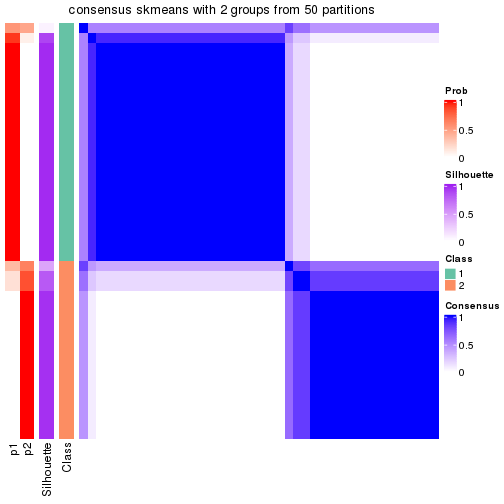 consensus skmeans with 2 groups from 50 partitions
Prob
1
0.5
0
Silhouette
1
0.5
0
Class
1
2
Consensus
1
0.5
0
p1
p2
Silhouette
Class